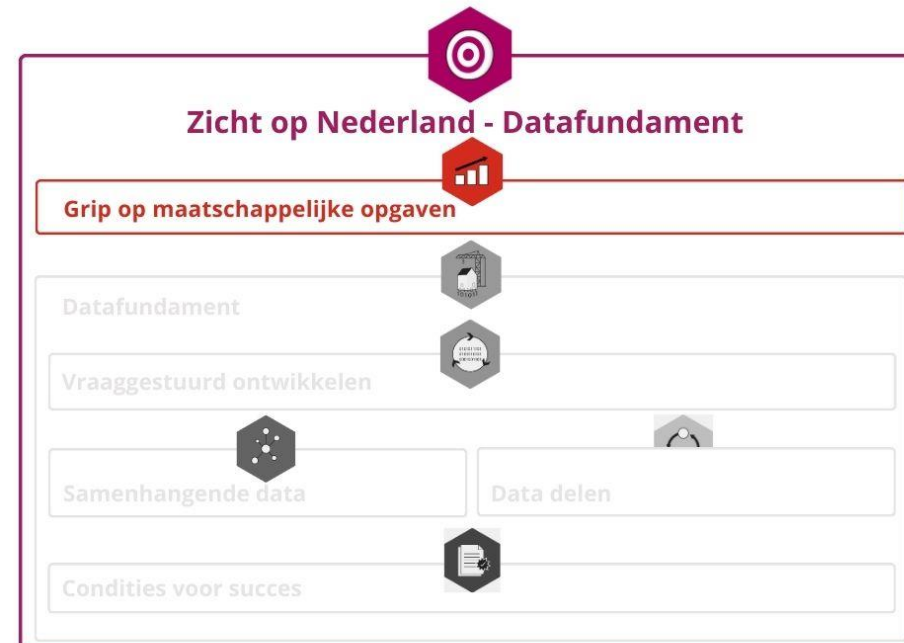 Zicht op Nederland - Datafundament
Grip op maatschappelijke opgaven
Datafundament
Vraaggestuurd ontwikkelen
Samenhangende data
Data delen
Condities voor succes